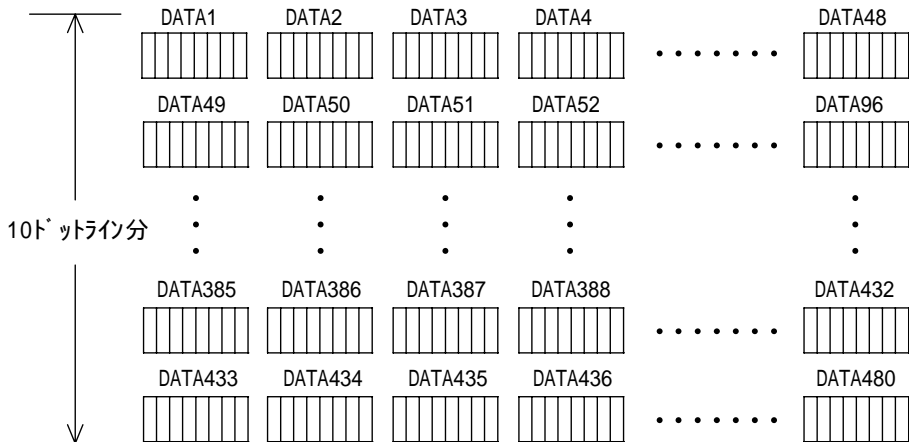 DATA1 DATA2 DATA3 DATA4 DATA48
DATA49 DATA50 DATA51 DATA52 DATA96
10ﾄﾞｯﾄﾗｲﾝ分
DATA385 DATA386 DATA387 DATA388 DATA432
DATA433 DATA434 DATA435 DATA436 DATA480